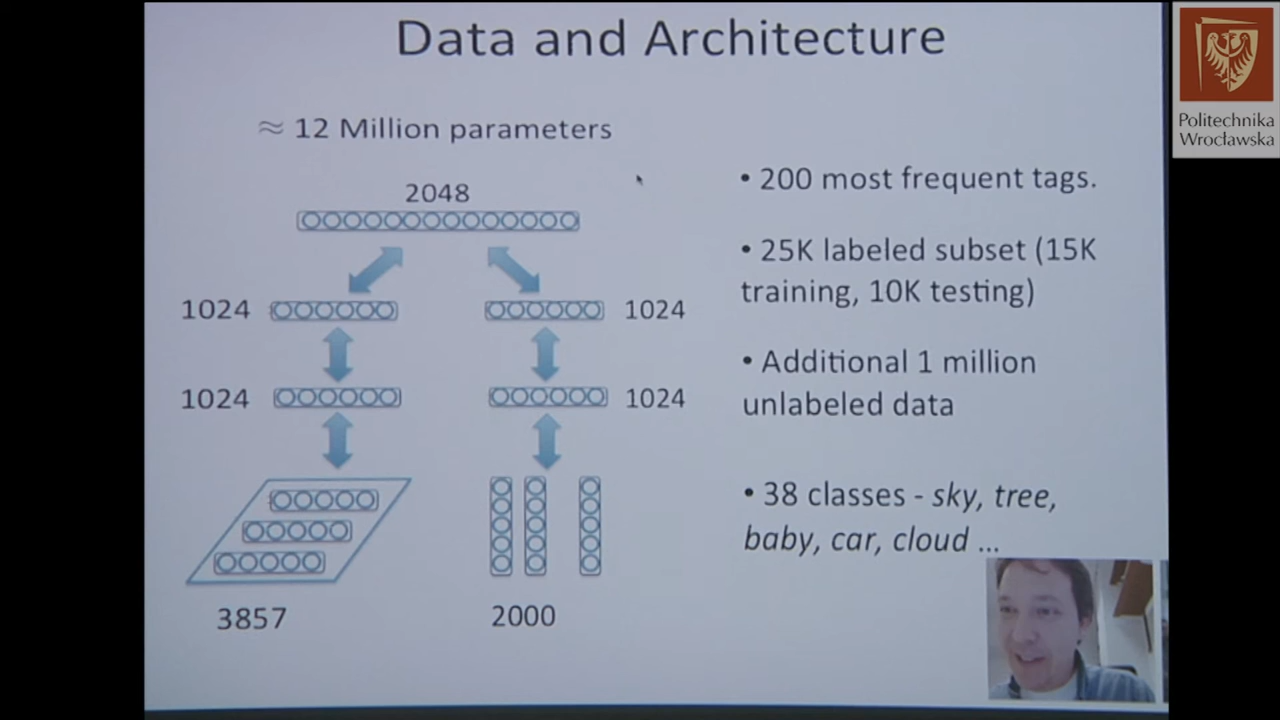 Data and Architecture
≈ 12 Million parameters
2048
1024
1024
1024
1024
3857
2000
• 200 most frequent tags.
• 25K labeled subset (15K
training, 10K testing)
• Additional 1 million
unlabeled data
• 38 classes - sky, tree,
baby, car, cloud ...
Politechnika
Wrocławska